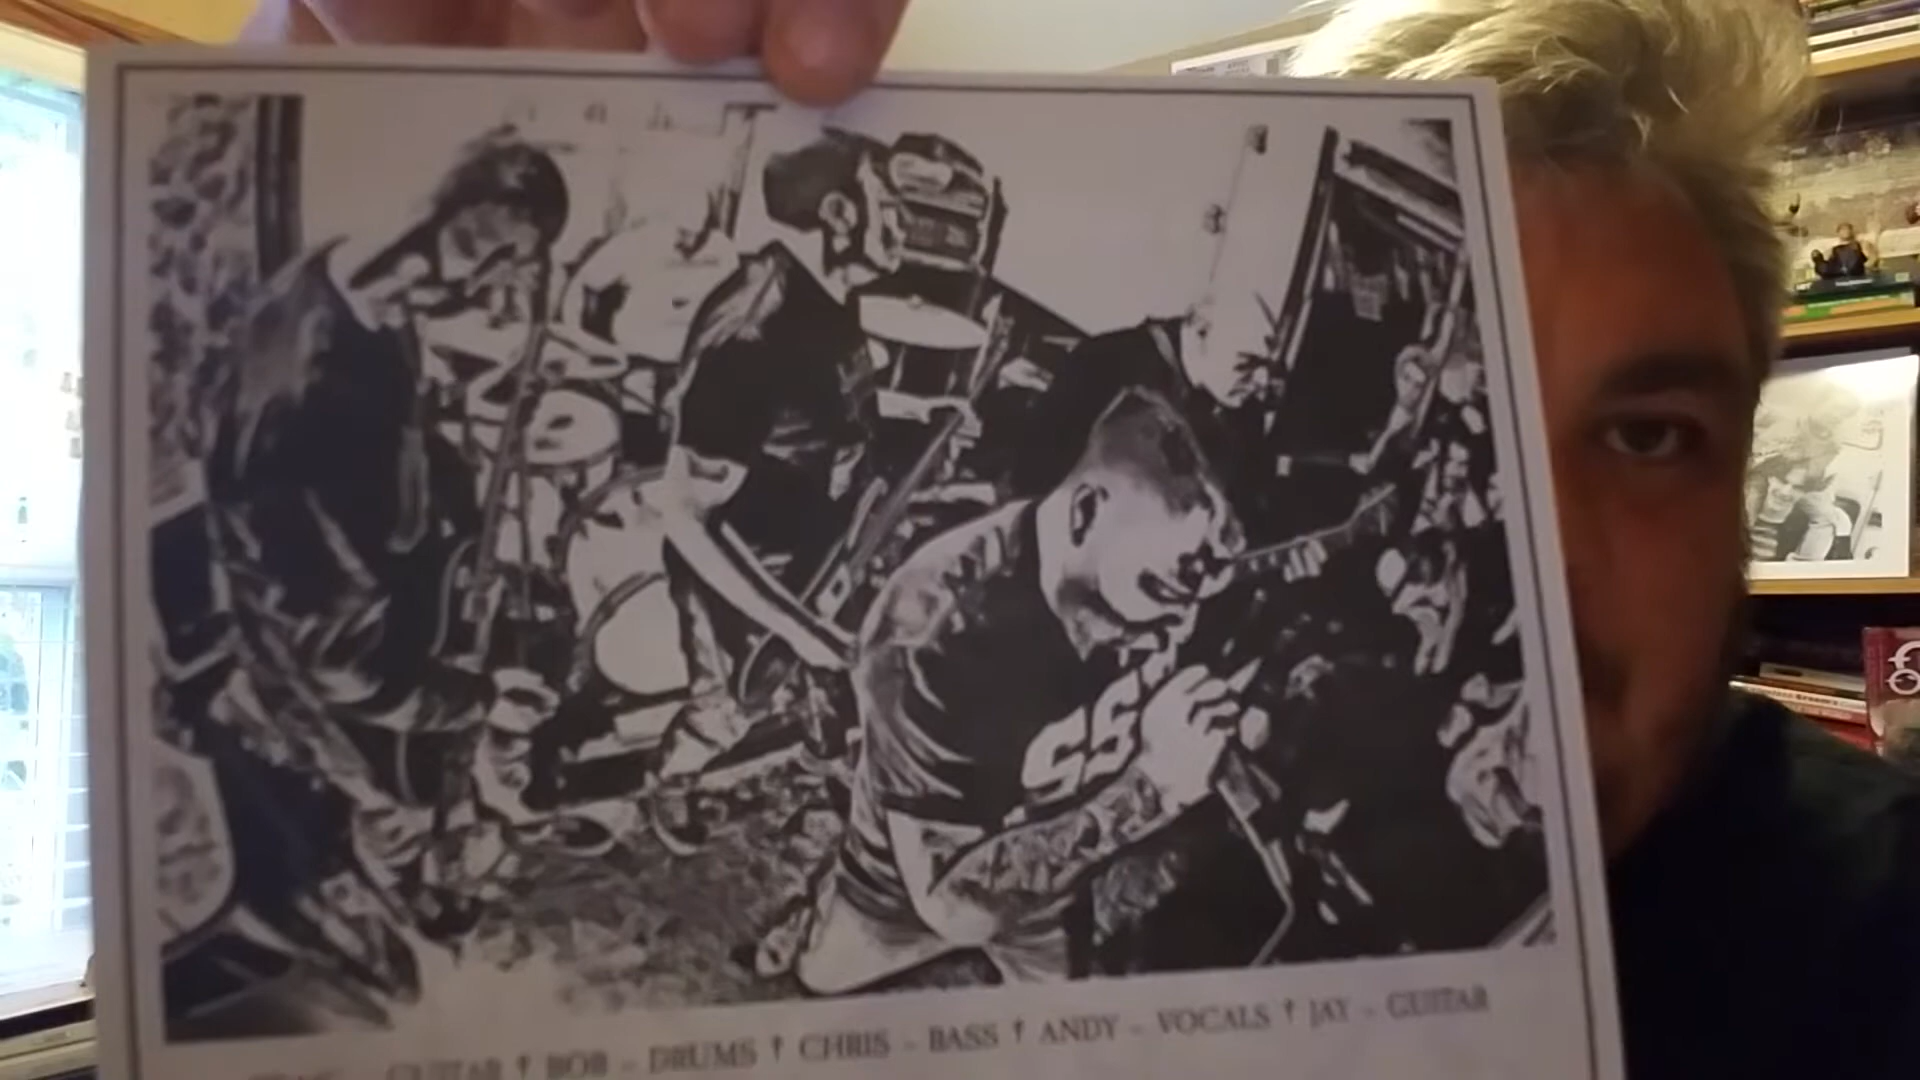 SS
GUITAR † BOB - DRUMS † CHRIS - BASS † ANDY - VOCALS † JAY - GUITAR